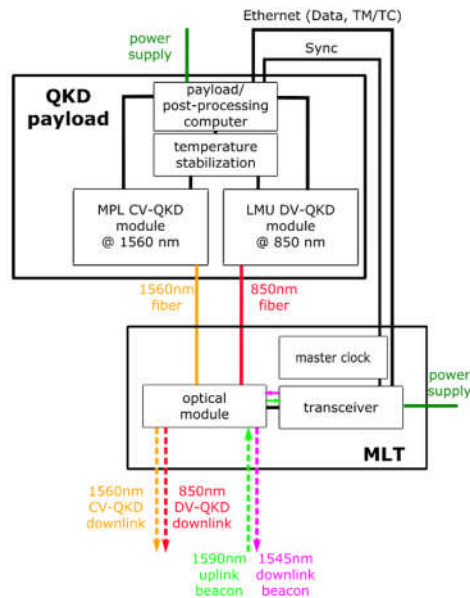 Ethernet (Data, TM/TC)
Sync
power
supply
QKD
payload
payload/
post-processing
computer
temperature
stabilization
MPL CV-QKD
module
@ 1560 nm
LMU DV-QKD
module
@ 850 nm
1560nm
fiber
850nm
fiber
master clock
optical
module
transceiver
power
supply
MLT
1560nm
CV-QKD
downlink
850nm
DV-QKD
downlink
1590nm
uplink
beacon
1545nm
downlink
beacon